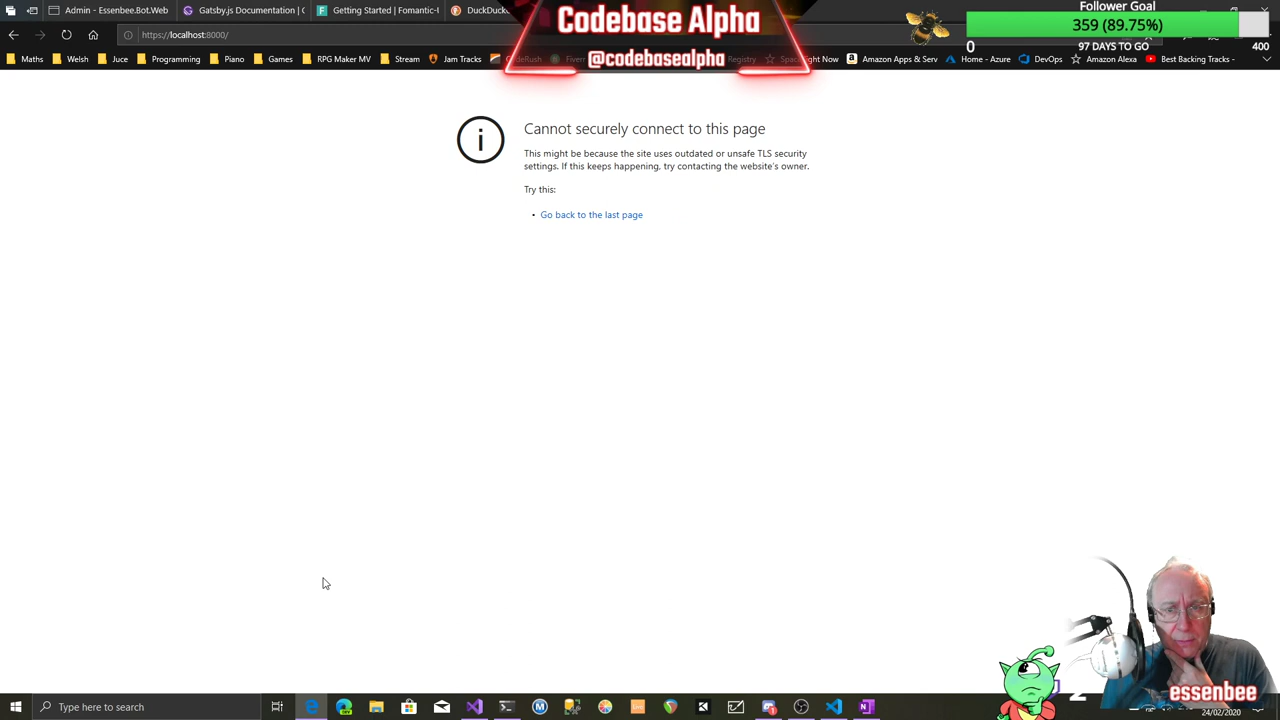 Admin - Essenbee.Bot.Web
Gatsby.js Documentation | G
Getting Started | Fomantic-
DuckDuck
Codebase Alpha
@codebasealpha
Follower Goal
359 (89.75%)
0
97 DAYS TO GO
400
https://localhost:8000/
Maths
Welsh
Juce
Programming
Piano
Games
RPG Maker MV
Stream
Jam Tracks
CodeRush
Fiverr
Registry
Amazon Apps & Serv
Home - Azure
DevOps
Amazon Alexa
Best Backing Tracks -
i
Cannot securely connect to this page
This might be because the site uses outdated or unsafe TLS security
settings. If this keeps happening, try contacting the website's owner.
Try this:
• Go back to the last page
essenbee
Type here to search
24/02/2020